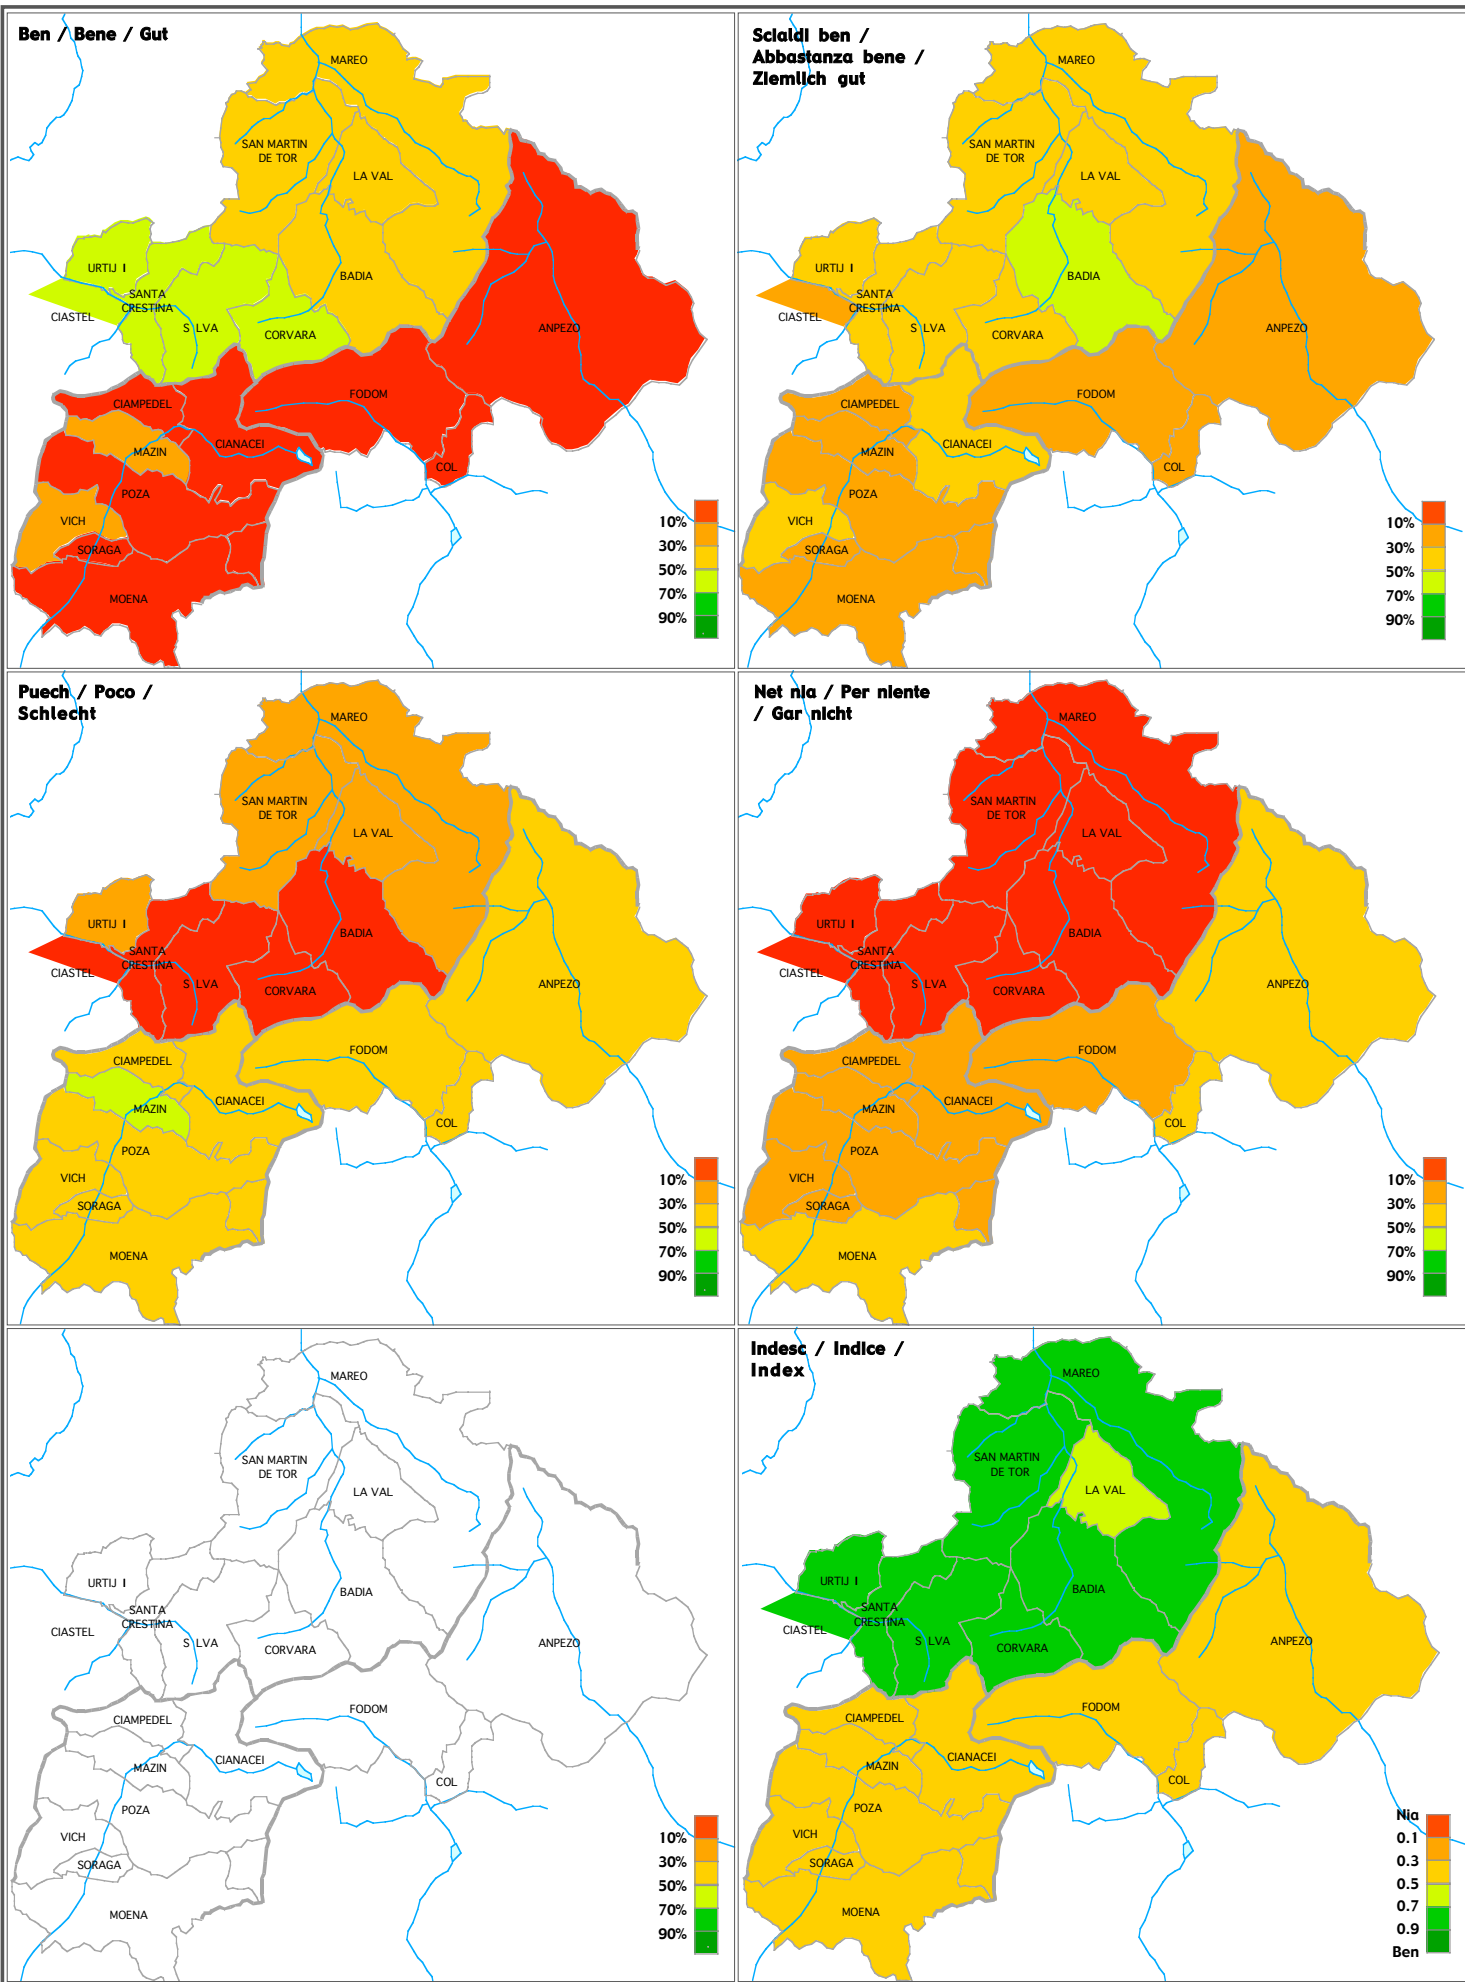 Ben / Bene / Gut
MAREO
SAN MARTIN
DE TOR
LA VAL
URTIJ I
SANTA
CRESTINA
CIASTEL
S LVA
BADIA
CORVARA
ANPEZO
CIAMPEDEL
FODOM
MAZIN
CIANACEI
COL
POZA
VICH
SORAGA
MOENA
10%
30%
50%
70%
90%
Scialdi ben /
Abbastanza bene /
Ziemlich gut
MAREO
SAN MARTIN
DE TOR
LA VAL
URTIJ I
SANTA
CRESTINA
CIASTEL
S LVA
BADIA
CORVARA
ANPEZO
CIAMPEDEL
FODOM
MAZIN
CIANACEI
COL
POZA
VICH
SORAGA
MOENA
10%
30%
50%
70%
90%
Puech / Poco /
Schlecht
MAREO
SAN MARTIN
DE TOR
LA VAL
URTIJ I
SANTA
CRESTINA
CIASTEL
S LVA
BADIA
CORVARA
ANPEZO
CIAMPEDEL
FODOM
MAZIN
CIANACEI
COL
POZA
VICH
SORAGA
MOENA
10%
30%
50%
70%
90%
Net nia / Per niente
/ Gar nicht
MAREO
SAN MARTIN
DE TOR
LA VAL
URTIJ I
SANTA
CRESTINA
CIASTEL
S LVA
BADIA
CORVARA
ANPEZO
CIAMPEDEL
FODOM
MAZIN
CIANACEI
COL
POZA
VICH
SORAGA
MOENA
10%
30%
50%
70%
90%
MAREO
SAN MARTIN
DE TOR
LA VAL
URTIJ I
SANTA
CRESTINA
CIASTEL
S LVA
BADIA
CORVARA
ANPEZO
CIAMPEDEL
FODOM
MAZIN
CIANACEI
COL
POZA
VICH
SORAGA
MOENA
10%
30%
50%
70%
90%
Indesc / Indice /
Index
MAREO
SAN MARTIN
DE TOR
LA VAL
URTIJ I
SANTA
CRESTINA
CIASTEL
S LVA
BADIA
CORVARA
ANPEZO
CIAMPEDEL
FODOM
MAZIN
CIANACEI
COL
POZA
VICH
SORAGA
MOENA
Nia
0.1
0.3
0.5
0.7
0.9
Ben